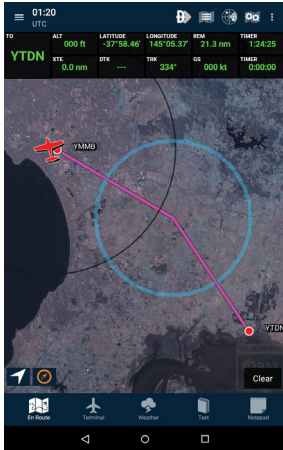 01:20
UTC
TO
YTDN
ALT
000 ft
LATITUDE
-37°58.46'
LONGITUDE
145°05.37'
REM
21.3 nm
TIMER
1:24:25
XTE
0.0 nm
DTK
---
TRK
334°
GS
000 kt
TIMER
0:00:00
YMMB
YTDN
Clear
En Route
Terminal
Weather
Text
Notepad